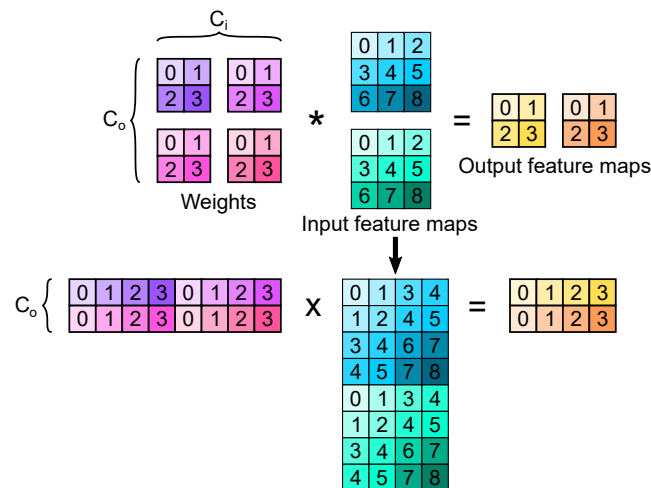 C_i
0 1 0 1 0 1 2
2 3 2 3 3 4 5
6 7 8
C_o * = 0 1 0 1
2 3 2 3
0 1 0 1 0 1 2
2 3 2 3 3 4 5
6 7 8
Output feature maps
Weights
Input feature maps
C_o 0 1 2 3 0 1 2 3 x 0 1 3 4 = 0 1 2 3
0 1 2 3 0 1 2 3 1 2 4 5 0 1 2 3
3 4 6 7
4 5 7 8
0 1 3 4
1 2 4 5
3 4 6 7
4 5 7 8